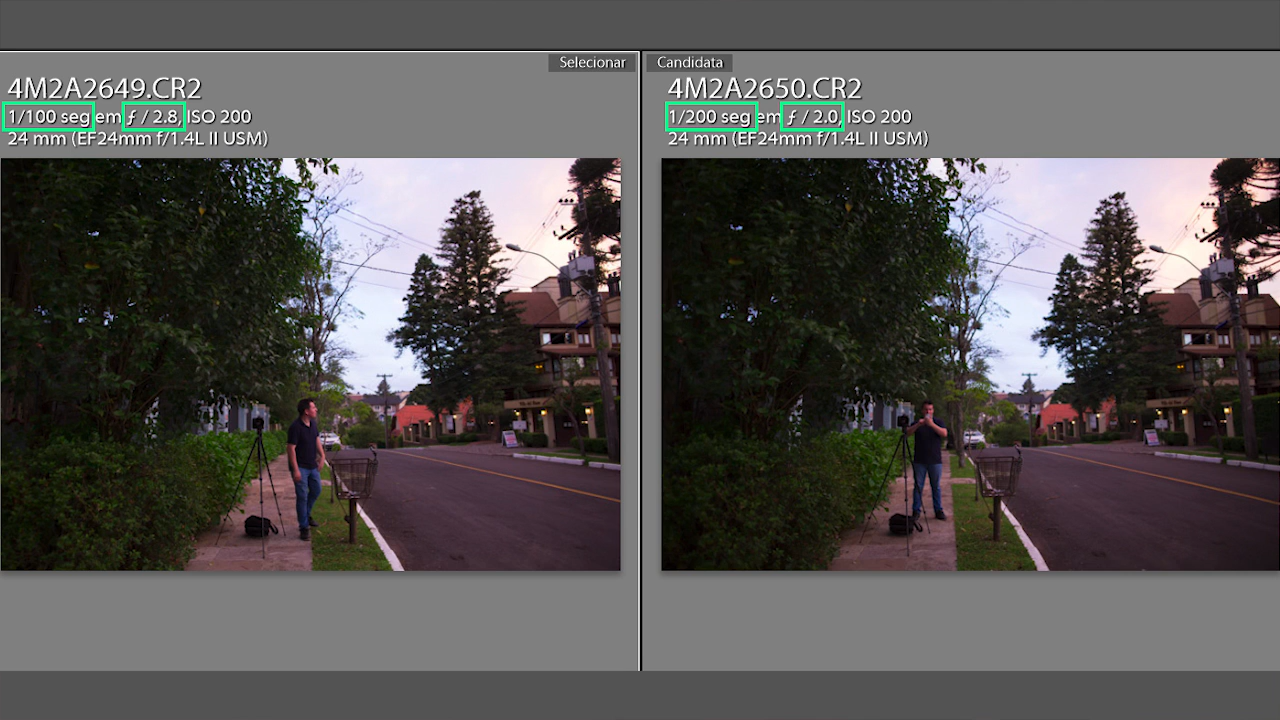 Selecionar
4M2A2649.CR2
1/100 seg em ƒ / 2.8, ISO 200
24 mm (EF24mm f/1.4L II USM)
Candidata
4M2A2650.CR2
1/200 seg em ƒ / 2.0, ISO 200
24 mm (EF24mm f/1.4L II USM)